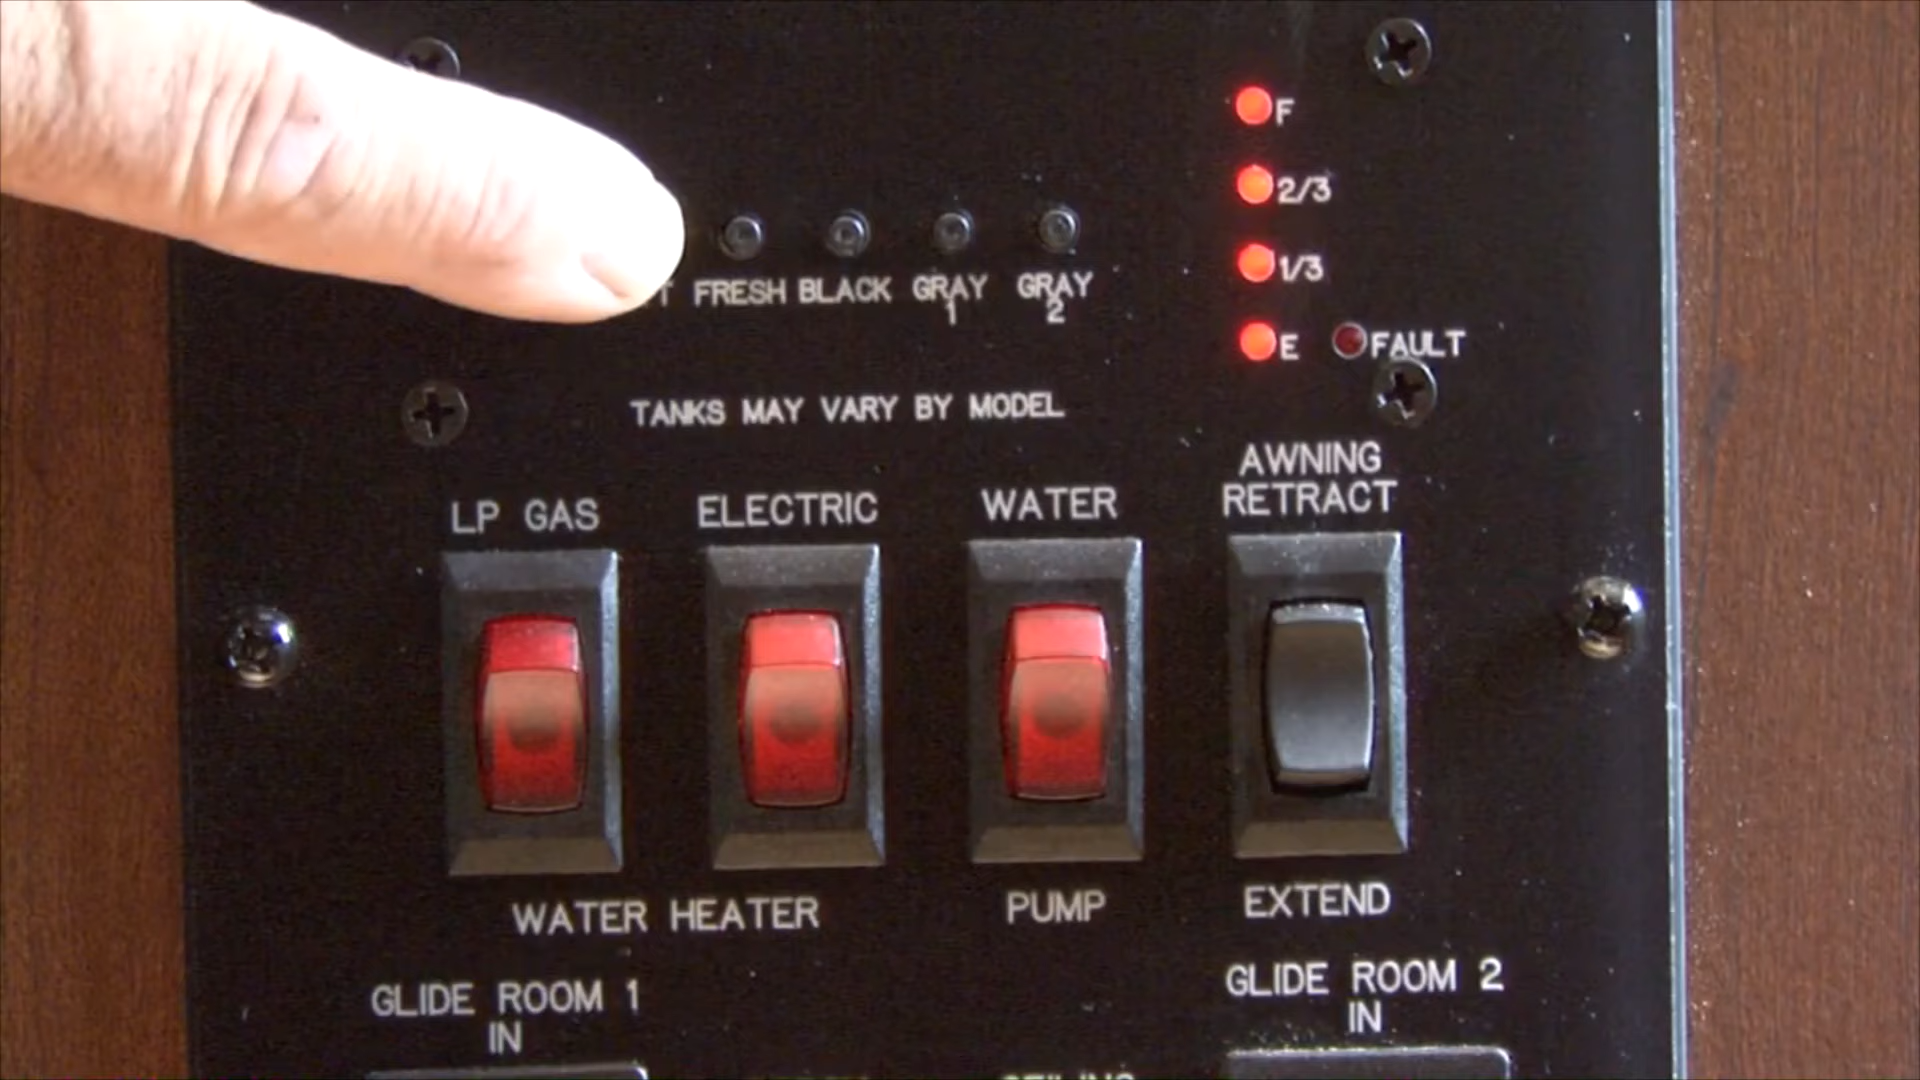 F
2/3
1/3
E FAULT
FRESH BLACK GRAY 1 GRAY 2
TANKS MAY VARY BY MODEL
LP GAS ELECTRIC WATER AWNING RETRACT
WATER HEATER PUMP EXTEND
GLIDE ROOM 1 IN GLIDE ROOM 2 IN